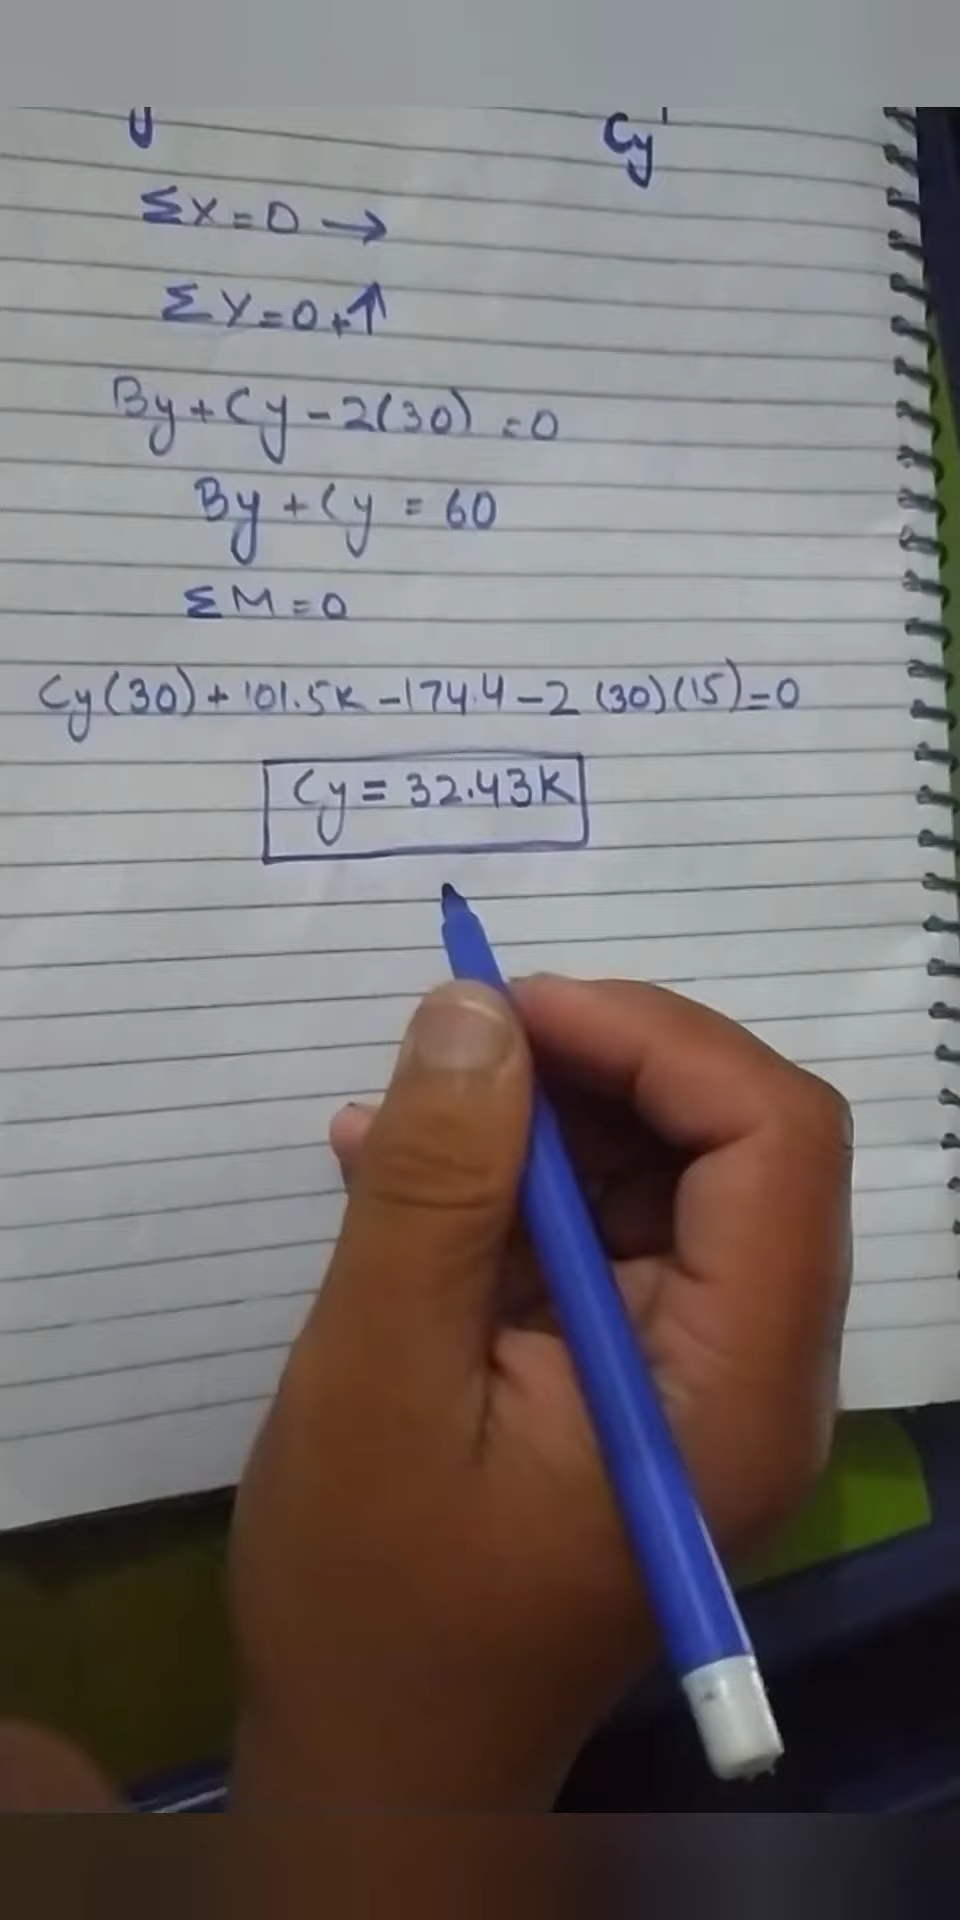 Cy
ΣX=0→
ΣY=0+↑
By+Cy-2(30)=0
By+Cy=60
ΣM=0
Cy(30)+101.5K-174.4-2(30)(15)=0
Cy=32.43K